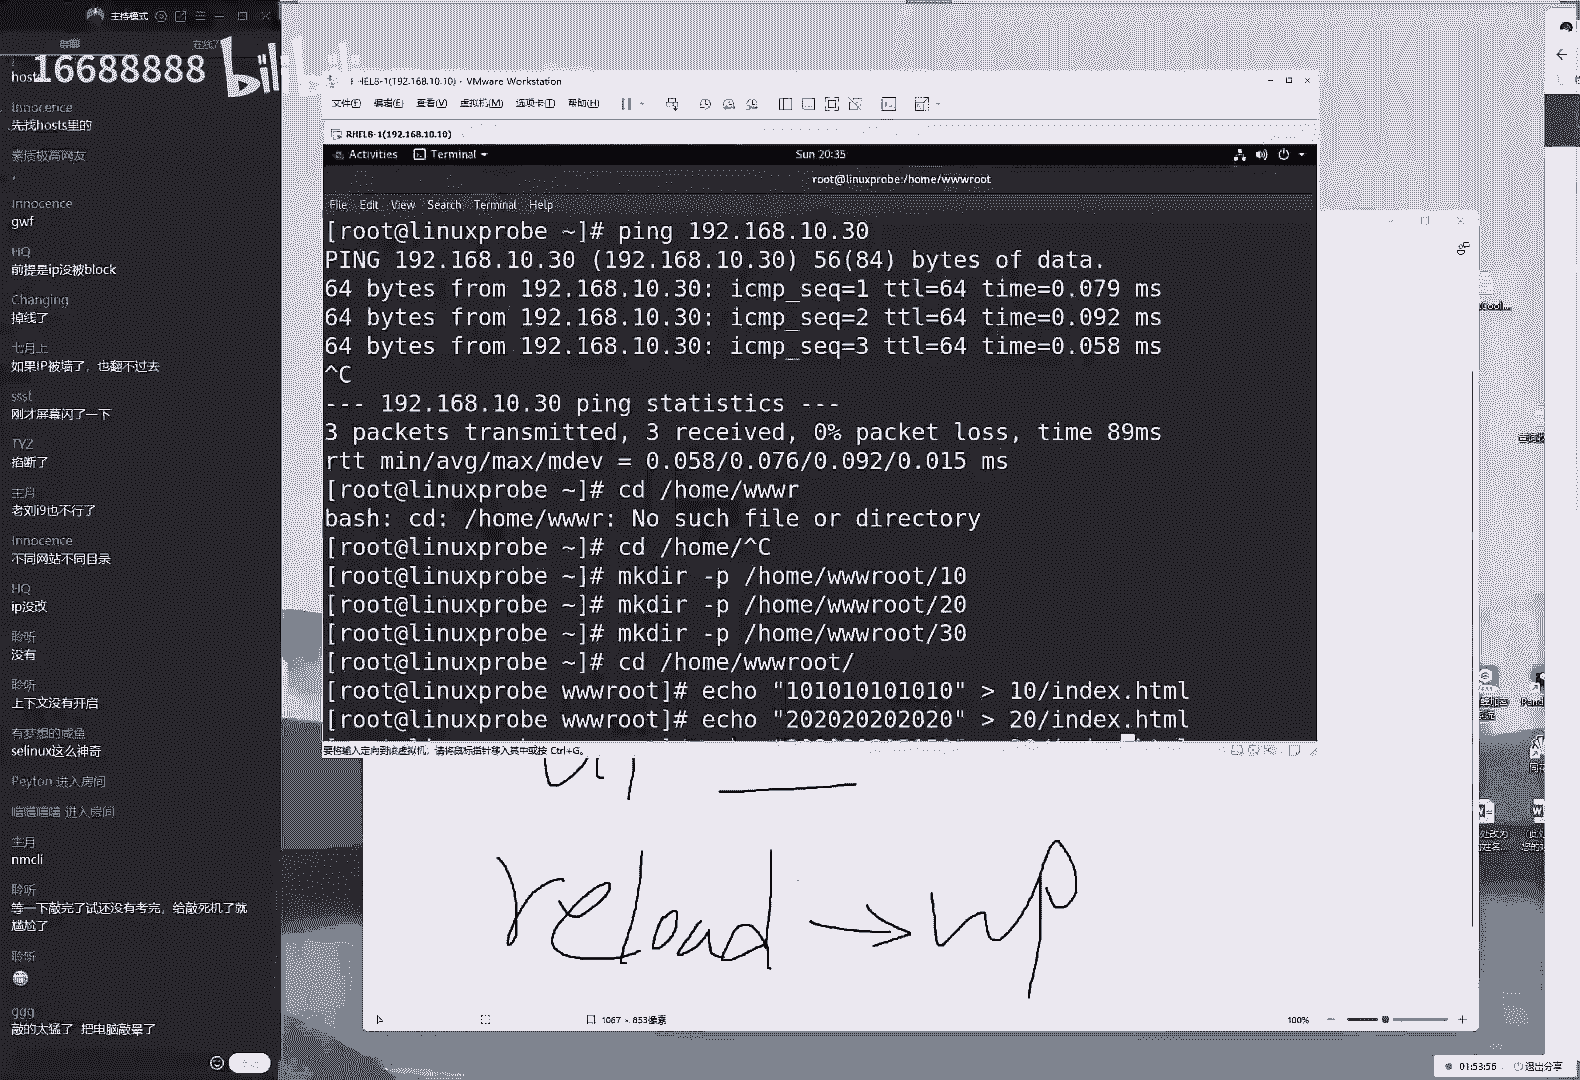 主播模式
16688888
hosts
Innocence
先找hosts里的
素质极高网友
,
Innocence
gwf
HQ
前提是ip没被block
Changing
掉线了
七月上
如果IP被墙了，也翻不过去
ssst
刚才屏幕闪了一下
TYZ
掐断了
主月
老刘i9也不行了
Innocence
不同网站不同目录
HQ
ip没改
聆听
没有
聆听
上下文没有开启
有梦想的咸鱼
selinux这么神奇
Peyton 进入房间
嘻嘻嘻嘻 进入房间
主月
nmcli
聆听
等一下敲完了试还没有考完，给敲死机了就
尴尬了
聆听
ggg
敲的太猛了 把电脑敲晕了
RHEL8-1(192.168.10.10) - VMware Workstation
文件(F) 编辑(E) 查看(V) 虚拟机(M) 选项卡(T) 帮助(H)
RHEL8-1(192.168.10.10)
Activities Terminal Sun 20:35
root@linuxprobe:/home/wwwroot
File Edit View Search Terminal Help
[root@linuxprobe ~]# ping 192.168.10.30
PING 192.168.10.30 (192.168.10.30) 56(84) bytes of data.
64 bytes from 192.168.10.30: icmp_seq=1 ttl=64 time=0.079 ms
64 bytes from 192.168.10.30: icmp_seq=2 ttl=64 time=0.092 ms
64 bytes from 192.168.10.30: icmp_seq=3 ttl=64 time=0.058 ms
^C
--- 192.168.10.30 ping statistics ---
3 packets transmitted, 3 received, 0% packet loss, time 89ms
rtt min/avg/max/mdev = 0.058/0.076/0.092/0.015 ms
[root@linuxprobe ~]# cd /home/wwwr
bash: cd: /home/wwwr: No such file or directory
[root@linuxprobe ~]# cd /home/^C
[root@linuxprobe ~]# mkdir -p /home/wwwroot/10
[root@linuxprobe ~]# mkdir -p /home/wwwroot/20
[root@linuxprobe ~]# mkdir -p /home/wwwroot/30
[root@linuxprobe ~]# cd /home/wwwroot/
[root@linuxprobe wwwroot]# echo "101010101010" > 10/index.html
[root@linuxprobe wwwroot]# echo "202020202020" > 20/index.html
要将输入定向到该虚拟机，请将鼠标指针移入其中或按 Ctrl+G。
reload → up
1067 × 853像素
100%
01:53:56 退出分享